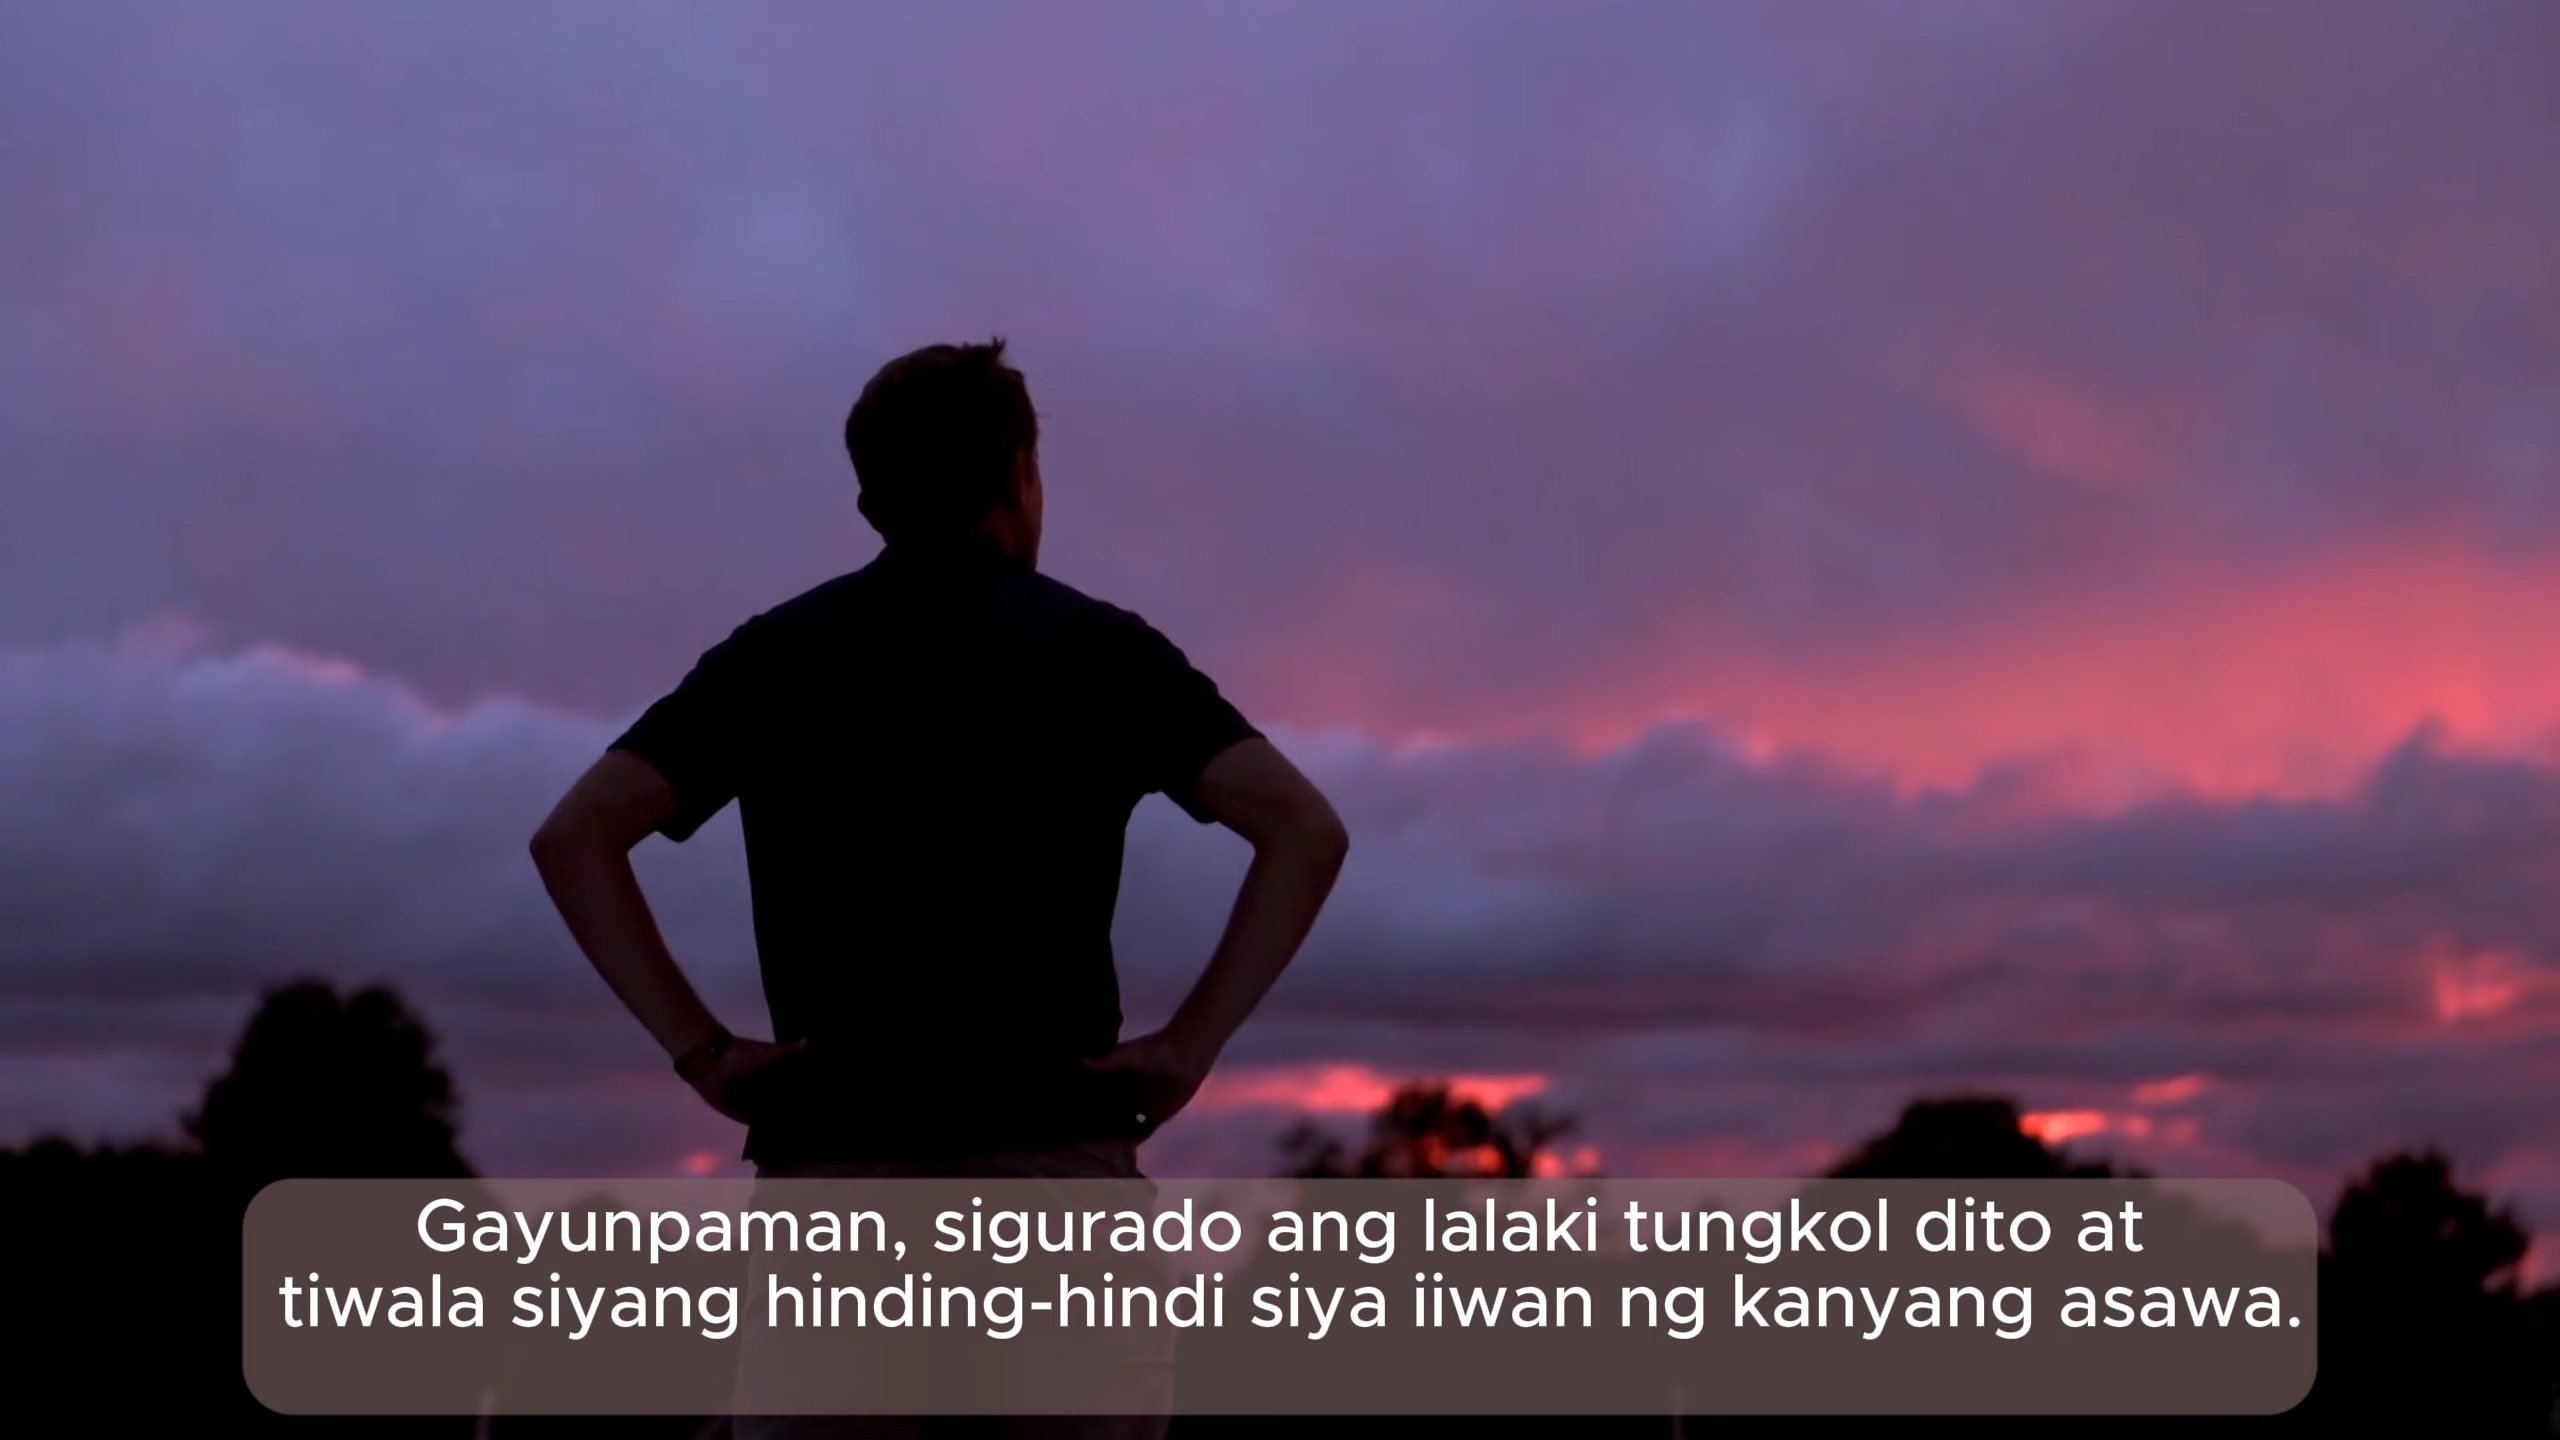 Gayunpaman, sigurado ang lalaki tungkol dito at
tiwala siyang hinding-hindi siya iiwan ng kanyang asawa.